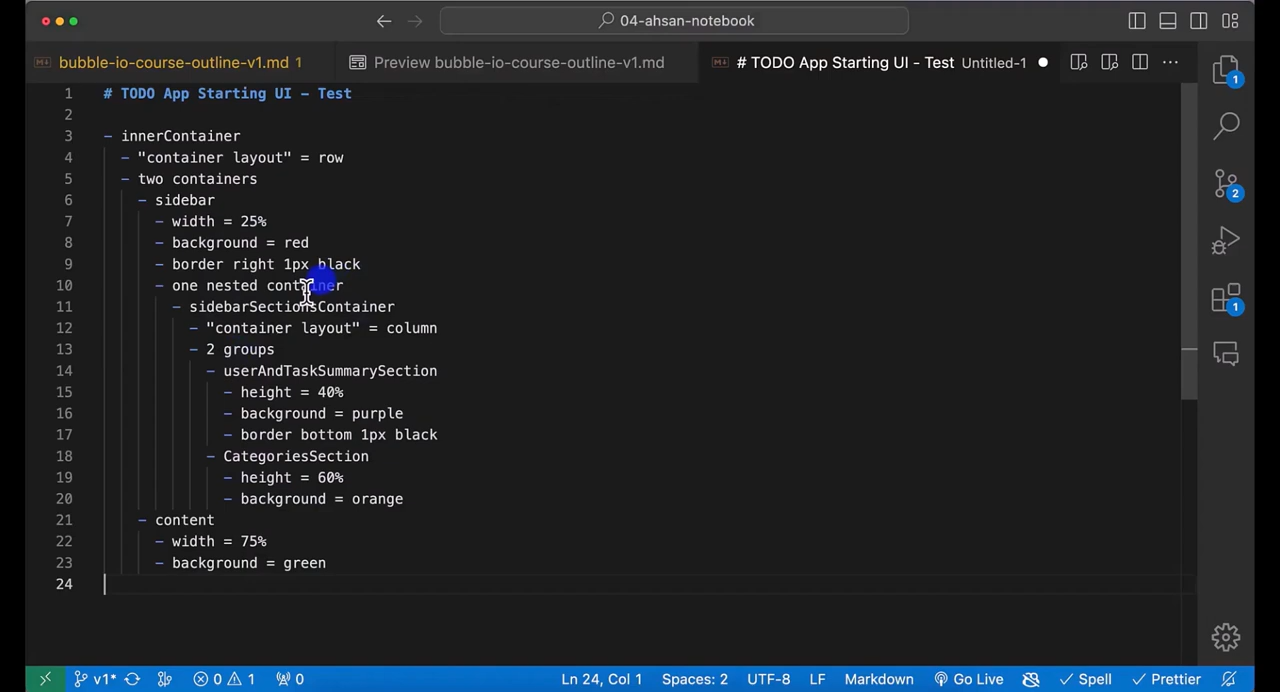 04-ahsan-notebook
bubble-io-course-outline-v1.md 1
Preview bubble-io-course-outline-v1.md
# TODO App Starting UI - Test Untitled-1
1 # TODO App Starting UI - Test
2
3 - innerContainer
4 - "container layout" = row
5 - two containers
6 - sidebar
7 - width = 25%
8 - background = red
9 - border right 1px black
10 - one nested container
11 - sidebarSectionsContainer
12 - "container layout" = column
13 - 2 groups
14 - userAndTaskSummarySection
15 - height = 40%
16 - background = purple
17 - border bottom 1px black
18 - CategoriesSection
19 - height = 60%
20 - background = orange
21 - content
22 - width = 75%
23 - background = green
24
1
2
1
v1* 0 1 0 Ln 24, Col 1 Spaces: 2 UTF-8 LF Markdown Go Live Spell Prettier